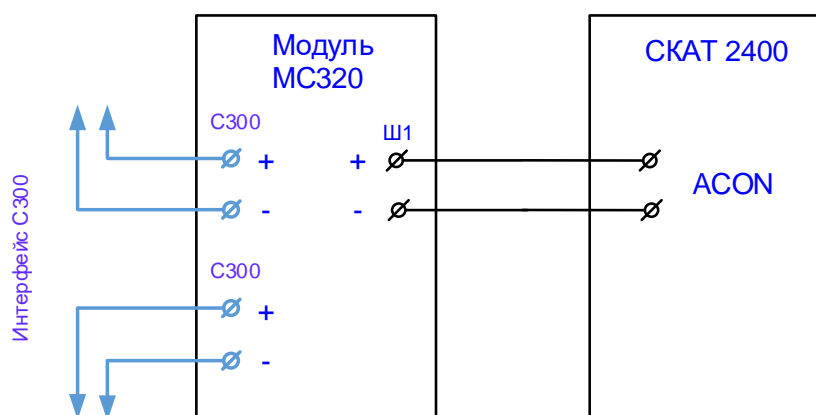 Модуль
МС320
СКАТ 2400
С300
Ш1
+
+
-
-
ACON
С300
+
-
Интерфейс С300